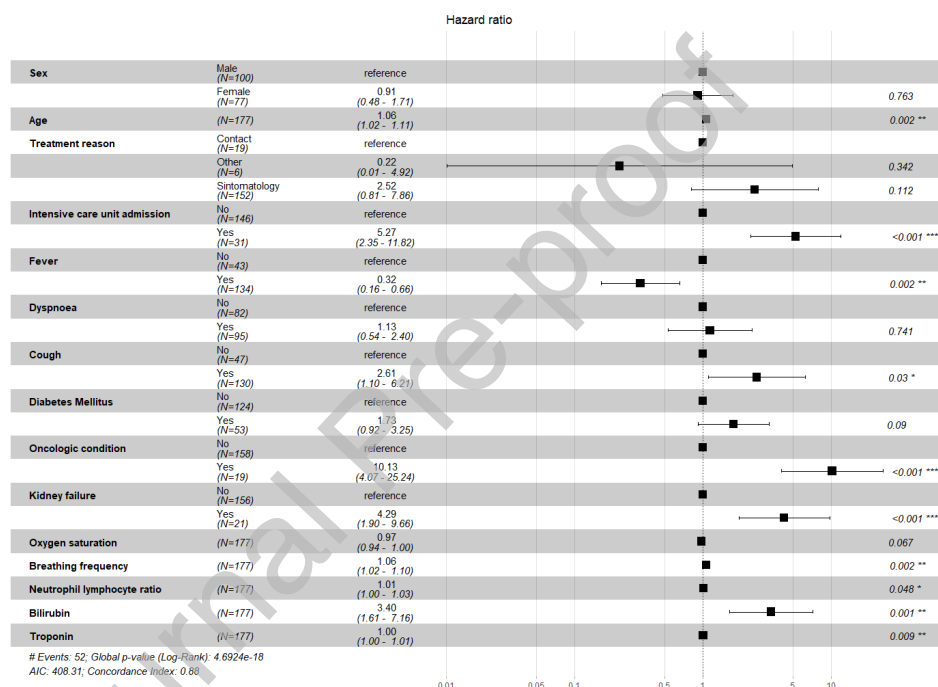 Hazard ratio
Sex Male reference
(N=100)
Female 0.91 0.763
(N=77) (0.48 - 1.71)
Age (N=177) 1.06 0.002 **
(1.02 - 1.11)
Treatment reason Contact reference
(N=19)
Other 0.22 0.342
(N=6) (0.01 - 4.92)
Sintomatology 2.52 0.112
(N=152) (0.81 - 7.86)
Intensive care unit admission No reference
(N=146)
Yes 5.27 <0.001 ***
(N=31) (2.35 - 11.82)
Fever No reference
(N=43)
Yes 0.32 0.002 **
(N=134) (0.16 - 0.66)
Dyspnoea No reference
(N=82)
Yes 1.13 0.741
(N=95) (0.54 - 2.40)
Cough No reference
(N=47)
Yes 2.61 0.03 *
(N=130) (1.10 - 6.21)
Diabetes Mellitus No reference
(N=124)
Yes 1.73 0.09
(N=53) (0.92 - 3.25)
Oncologic condition No reference
(N=158)
Yes 10.13 <0.001 ***
(N=19) (4.07 - 25.24)
Kidney failure No reference
(N=156)
Yes 4.29 <0.001 ***
(N=21) (1.90 - 9.66)
Oxygen saturation (N=177) 0.97 0.067
(0.94 - 1.00)
Breathing frequency (N=177) 1.06 0.002 **
(1.02 - 1.10)
Neutrophil lymphocyte ratio (N=177) 1.01 0.048 *
(1.00 - 1.03)
Bilirubin (N=177) 3.40 0.001 **
(1.61 - 7.16)
Troponin (N=177) 1.00 0.009 **
(1.00 - 1.01)
# Events: 52; Global p-value (Log-Rank): 4.6924e-18
AIC: 408.31; Concordance Index: 0.88
0.01 0.05 0.1 0.5 1 5 10
urnal Pre-proof